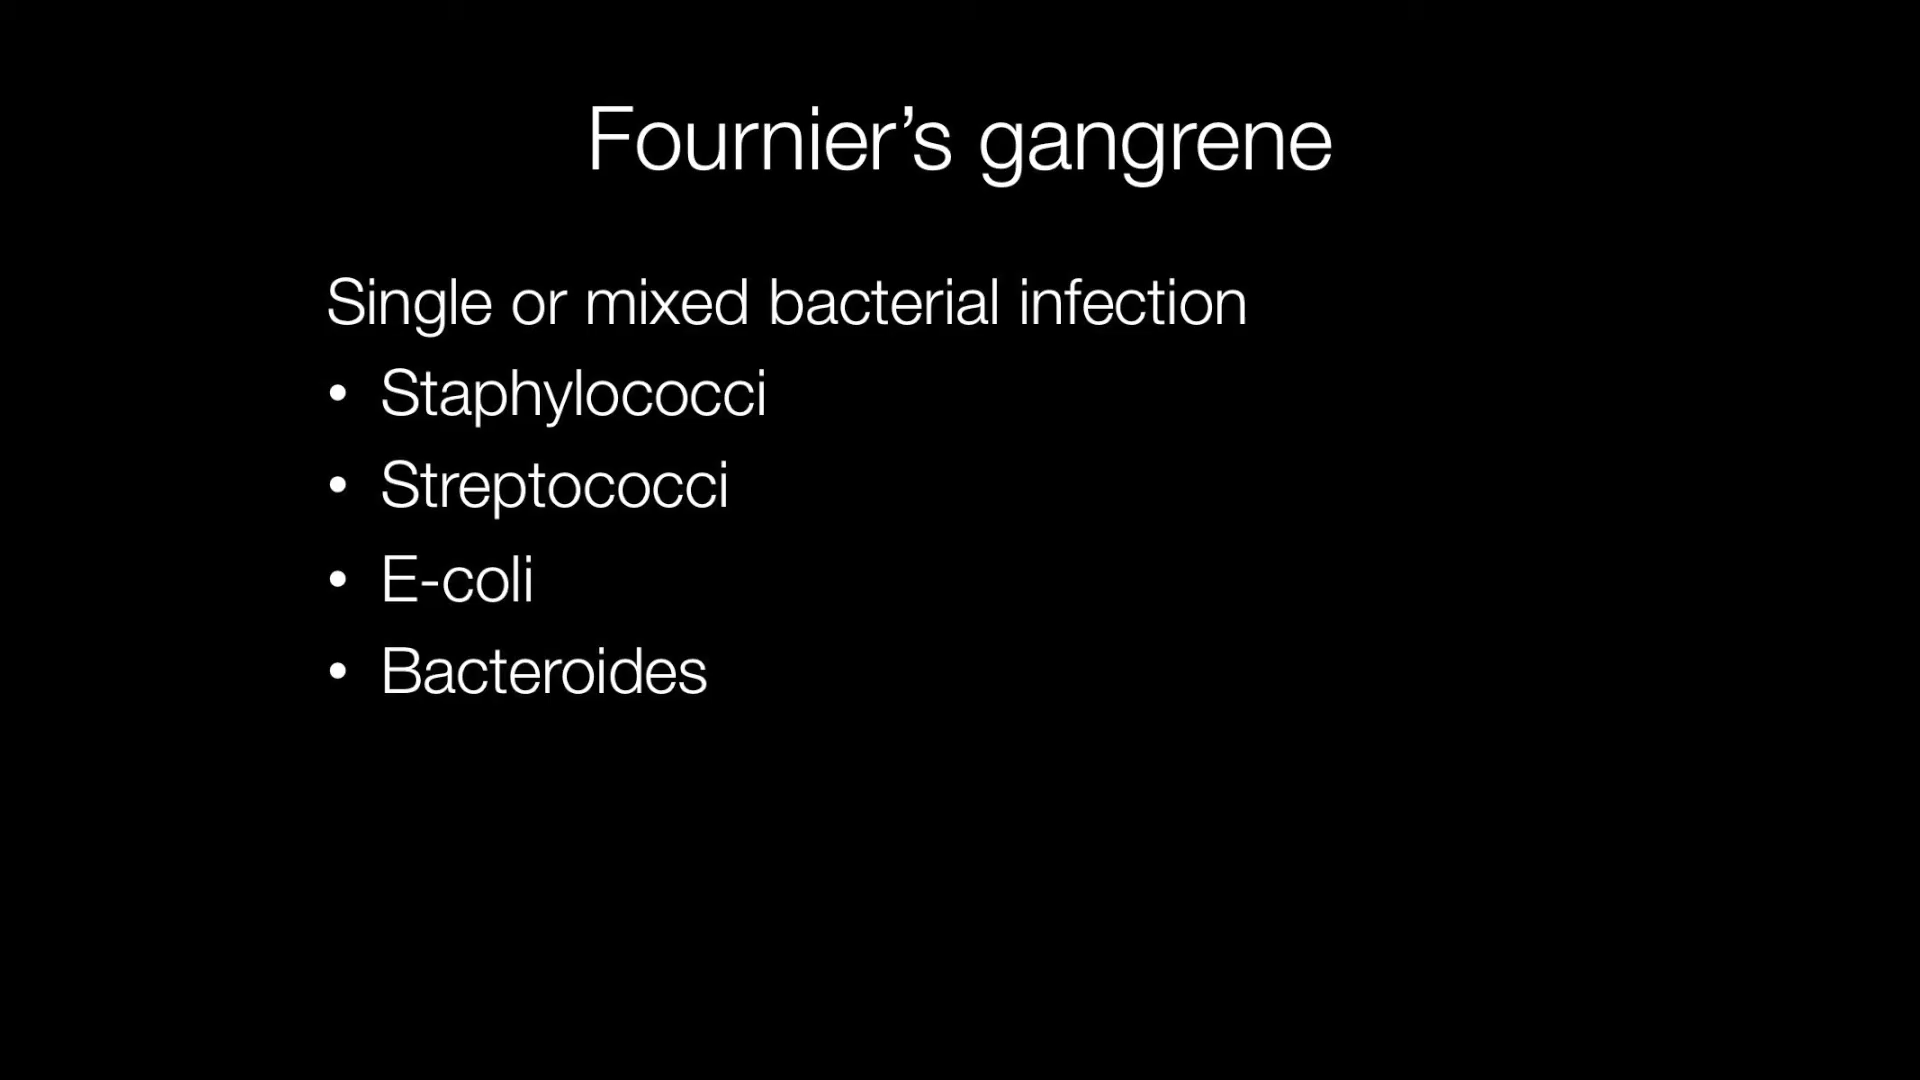 Fournier’s gangrene
Single or mixed bacterial infection
• Staphylococci
• Streptococci
• E-coli
• Bacteroides